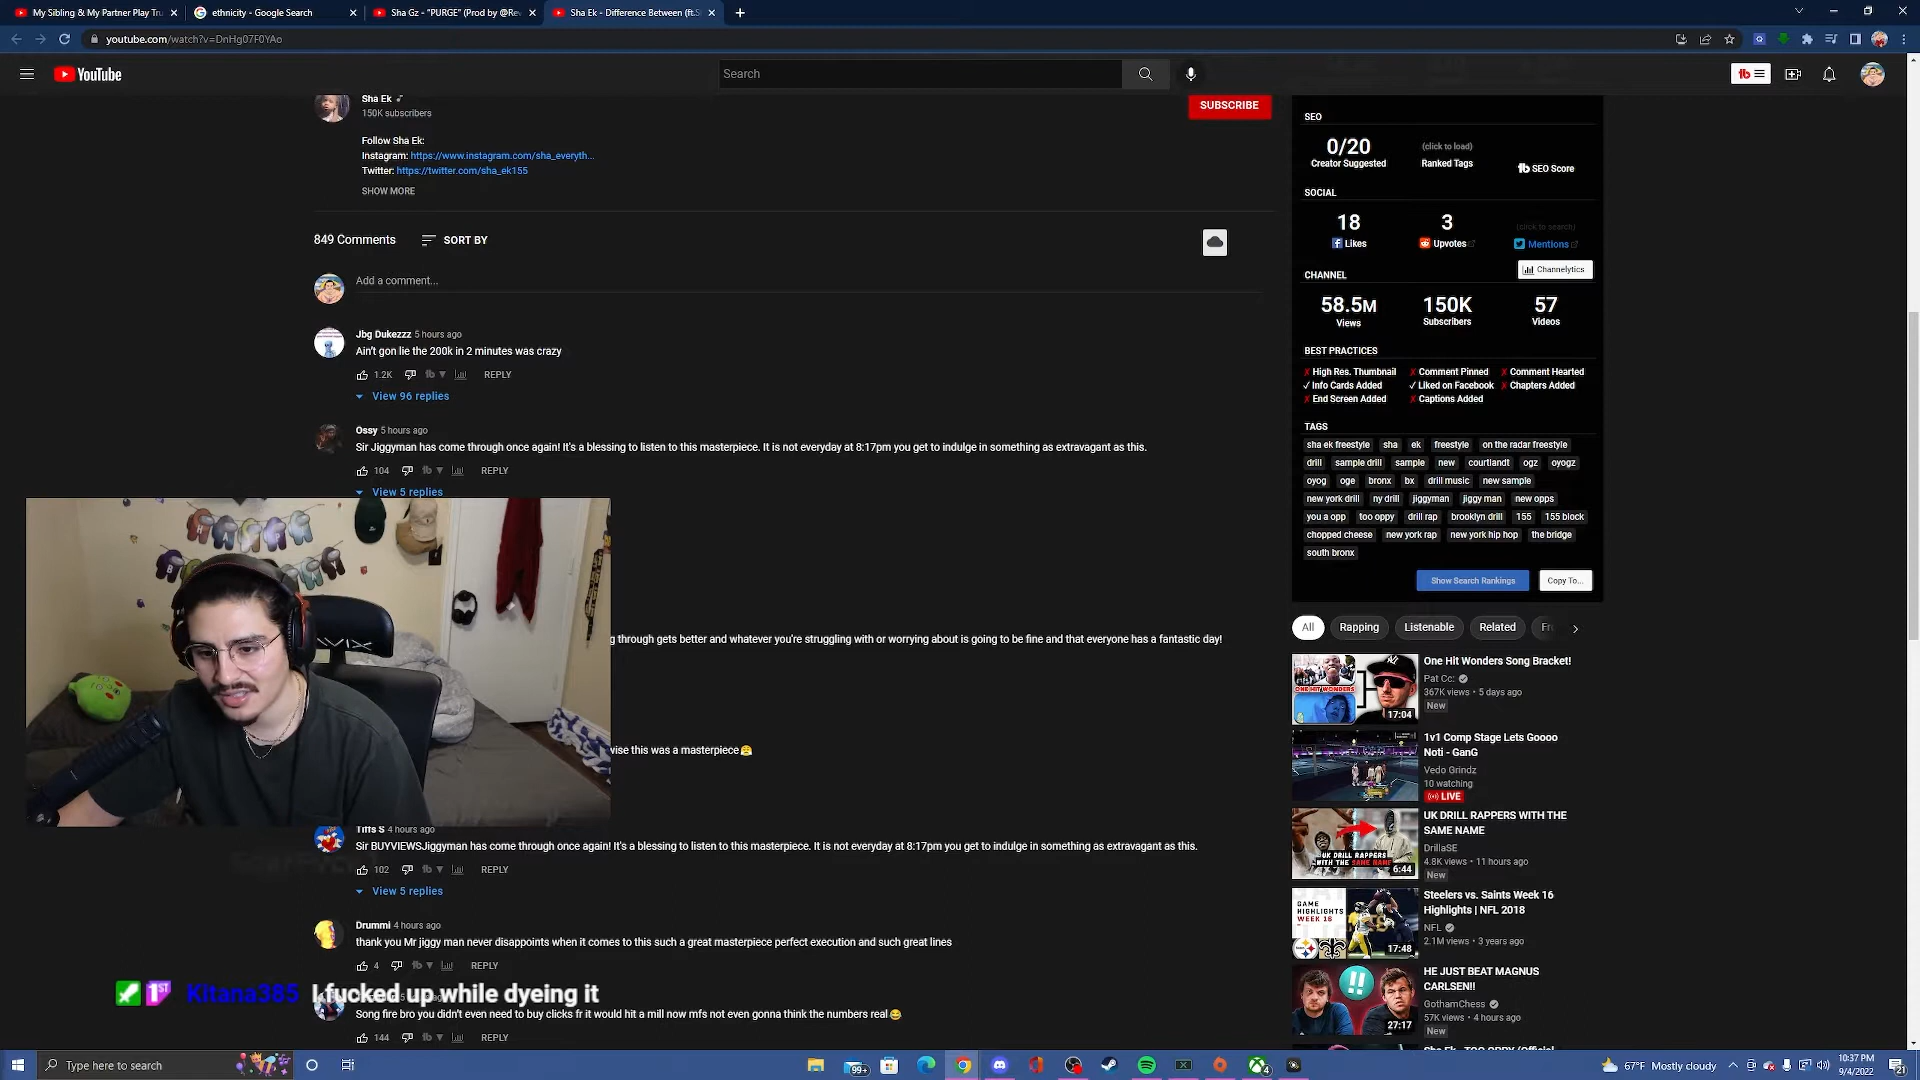 My Sibling & My Partner Play Tru
ethnicity - Google Search
Sha Gz - "PURGE" (Prod by @Re
Sha Ek - Difference Between (ft.S
youtube.com/watch?v=DnHg07F0YAo
YouTube
Search
Sha Ek
150K subscribers
SUBSCRIBE
Follow Sha Ek:
Instagram: https://www.instagram.com/sha_everyth...
Twitter: https://twitter.com/sha_ek155
SHOW MORE
849 Comments
SORT BY
Add a comment...
Jbg Dukezzz 5 hours ago
Ain't gon lie the 200k in 2 minutes was crazy
1.2K
REPLY
View 96 replies
Ossy 5 hours ago
Sir Jiggyman has come through once again! It's a blessing to listen to this masterpiece. It is not everyday at 8:17pm you get to indulge in something as extravagant as this.
104
REPLY
View 5 replies
g through gets better and whatever you're struggling with or worrying about is going to be fine and that everyone has a fantastic day!
wise this was a masterpiece😤
Tiffs S 4 hours ago
Sir BUYVIEWSJiggyman has come through once again! It's a blessing to listen to this masterpiece. It is not everyday at 8:17pm you get to indulge in something as extravagant as this.
102
REPLY
View 5 replies
Drummi 4 hours ago
thank you Mr jiggy man never disappoints when it comes to this such a great masterpiece perfect execution and such great lines
4
REPLY
Kitana385 I fucked up while dyeing it
Song fire bro you didn't even need to buy clicks fr it would hit a mill now mfs not even gonna think the numbers real😂
144
REPLY
SEO
0/20
Creator Suggested
(click to load)
Ranked Tags
tb SEO Score
SOCIAL
18
Likes
3
Upvotes
(click to search)
Mentions
CHANNEL
Channelytics
58.5M
Views
150K
Subscribers
57
Videos
BEST PRACTICES
✗ High Res. Thumbnail ✗ Comment Pinned ✗ Comment Hearted
✓ Info Cards Added ✓ Liked on Facebook ✗ Chapters Added
✗ End Screen Added ✗ Captions Added
TAGS
sha ek freestyle sha ek freestyle on the radar freestyle
drill sample drill sample new courtlandt ogz oyogz
oyog oge bronx bx drill music new sample
new york drill ny drill jiggyman jiggy man new opps
you a opp too oppy drill rap brooklyn drill 155 155 block
chopped cheese new york rap new york hip hop the bridge
south bronx
Show Search Rankings
Copy To...
All Rapping Listenable Related Fr
One Hit Wonders Song Bracket!
Pat Cc:
367K views • 5 days ago
New
17:04
1v1 Comp Stage Lets Goooo
Noti - GanG
Vedo Grindz
10 watching
LIVE
UK DRILL RAPPERS WITH THE
SAME NAME
DrillaSE
4.8K views • 11 hours ago
New
UK DRILL RAPPERS
WITH THE SAME NAME
6:44
Steelers vs. Saints Week 16
Highlights | NFL 2018
NFL
2.1M views • 3 years ago
GAME
HIGHLIGHTS
WEEK 16
17:48
HE JUST BEAT MAGNUS
CARLSEN!!
GothamChess
57K views • 4 hours ago
New
27:17
Type here to search
99+
4
67°F Mostly cloudy
10:37 PM
9/4/2022
21